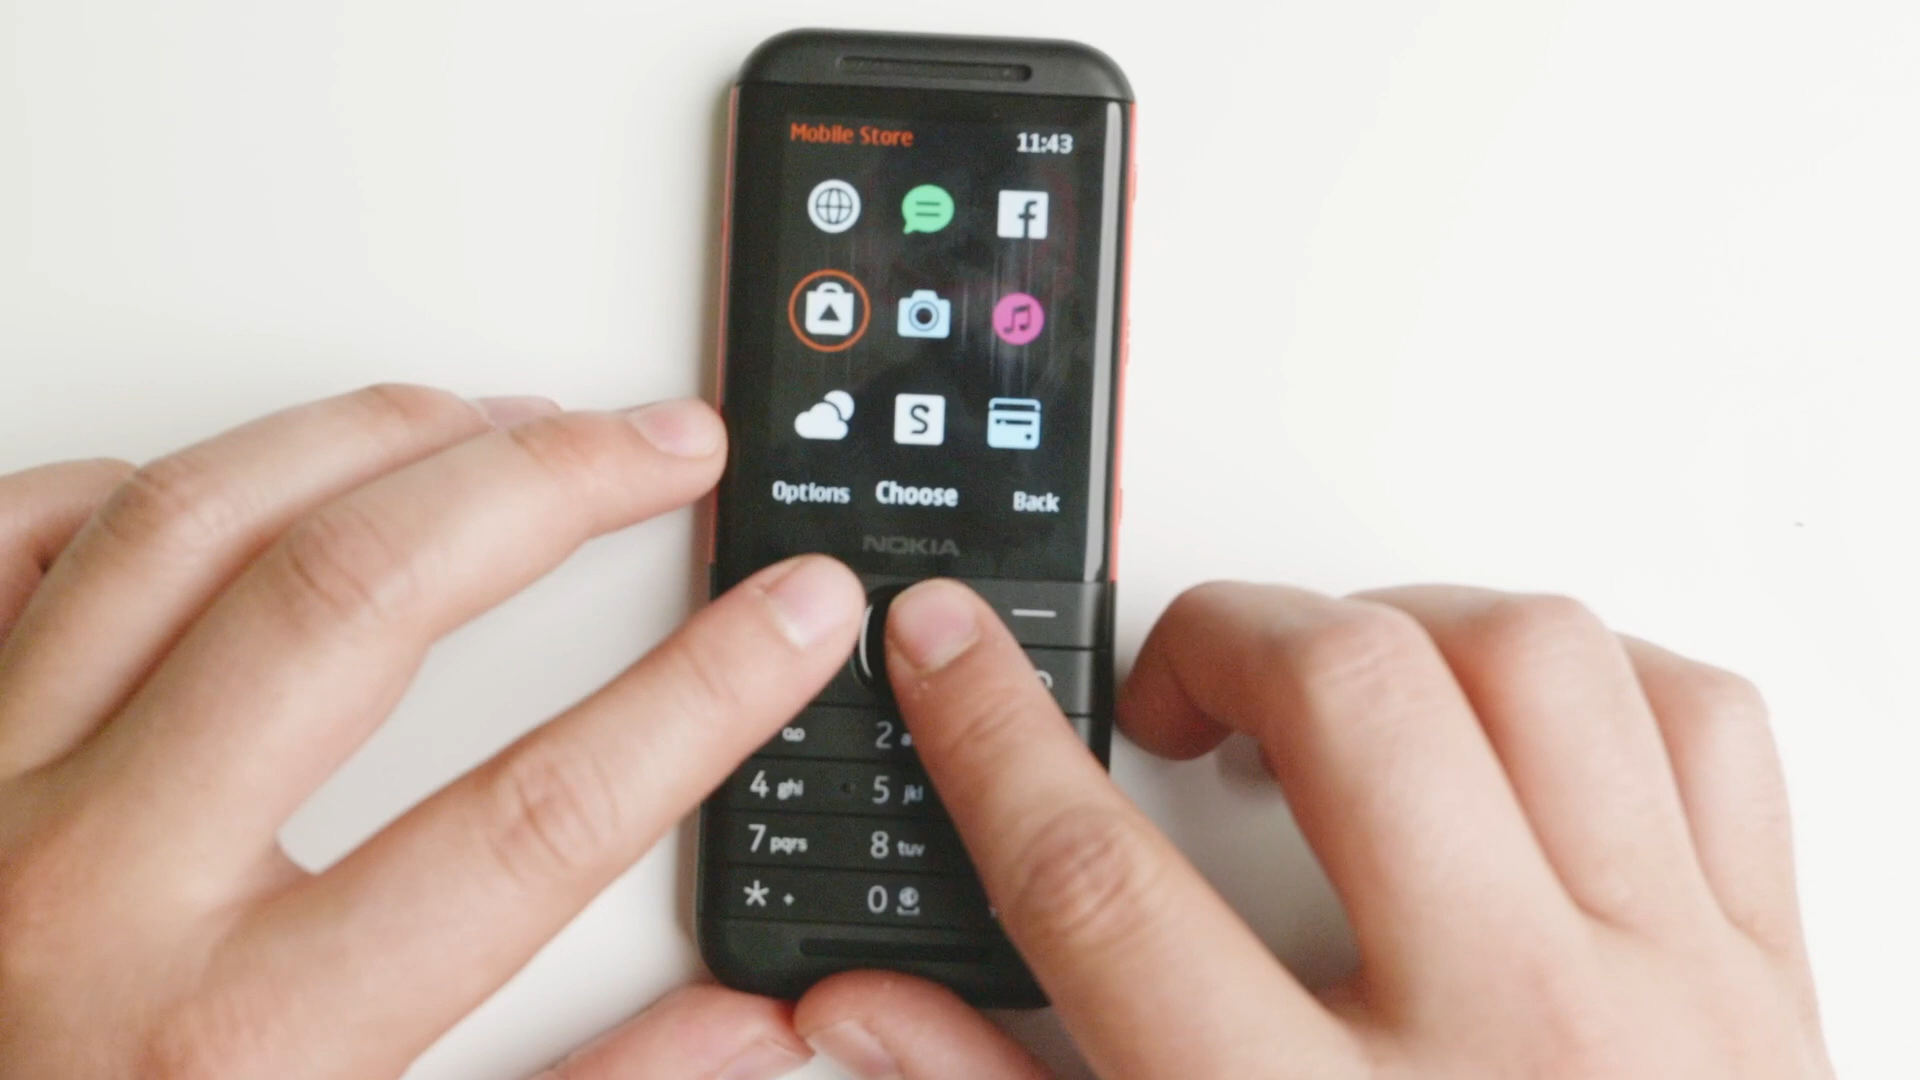 Mobile Store 11:43
f
S
Options Choose Back
NOKIA
2
4 ghi 5 jkl
7 pqrs 8 tuv
* + 0